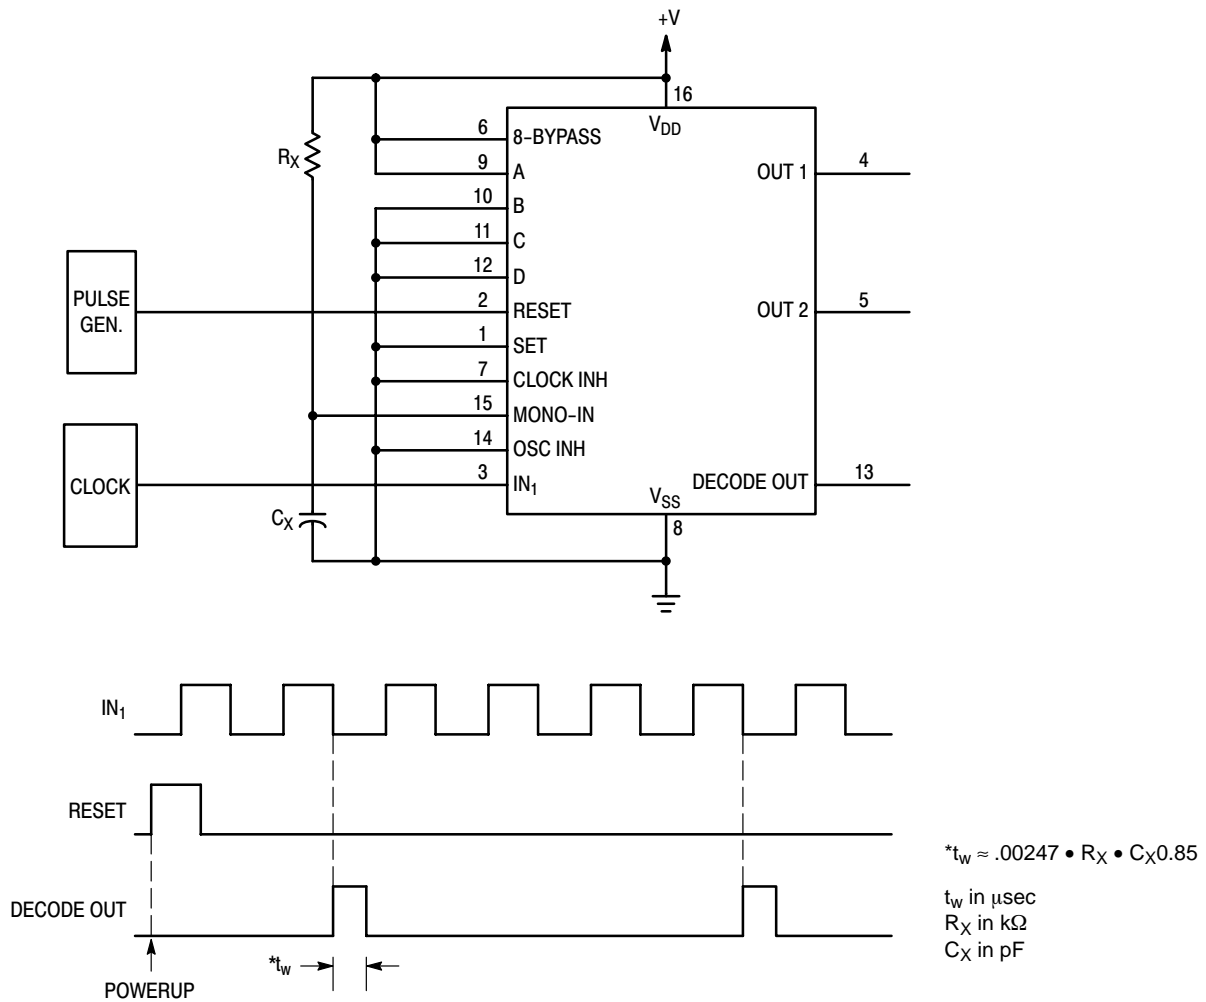 +V
16
VDD
6
8-BYPASS
RX
9
A
OUT 1
4
10
B
11
C
12
D
PULSE
GEN.
2
RESET
OUT 2
5
1
SET
7
CLOCK INH
15
MONO-IN
14
OSC INH
CLOCK
3
IN1
DECODE OUT
13
VSS
CX
8
IN1
RESET
*tw ≈ .00247 • RX • CX0.85
tw in μsec
RX in kΩ
CX in pF
DECODE OUT
*tw
POWERUP